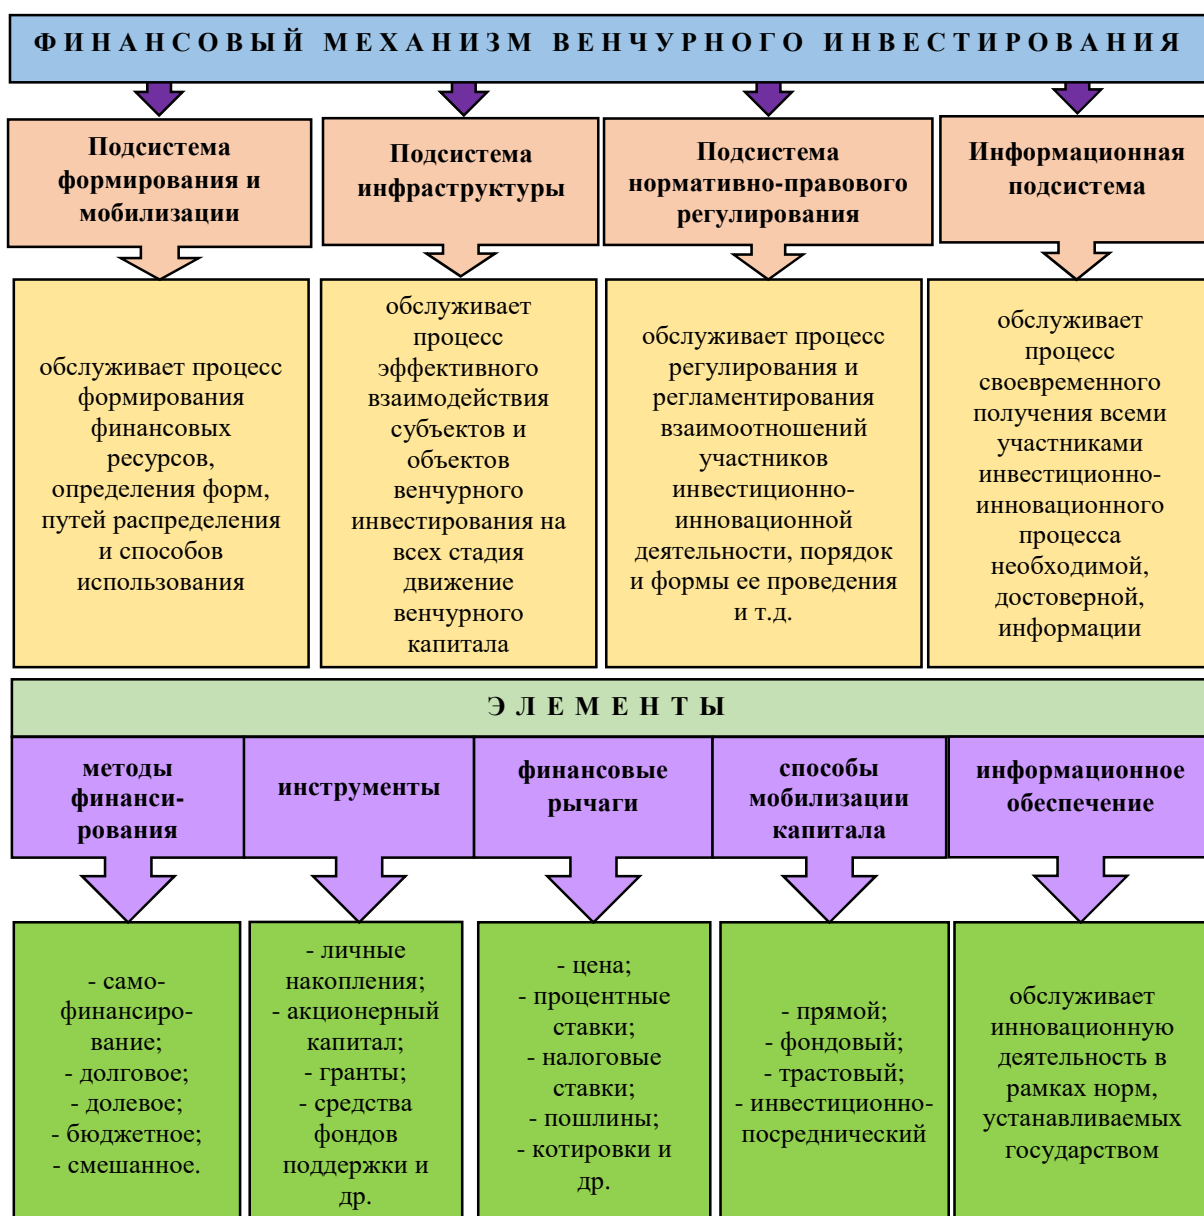 ФИНАНСОВЫЙ МЕХАНИЗМ ВЕНЧУРНОГО ИНВЕСТИРОВАНИЯ
Подсистема
формирования и
мобилизации
Подсистема
инфраструктуры
Подсистема
нормативно-правового
регулирования
Информационная
подсистема
обслуживает процесс
формирования
финансовых
ресурсов,
определения форм,
путей распределения
и способов
использования
обслуживает
процесс
эффективного
взаимодействия
субъектов и
объектов
венчурного
инвестирования на
всех стадия
движение
венчурного
капитала
обслуживает процесс
регулирования и
регламентирования
взаимоотношений
участников
инвестиционно-
инновационной
деятельности, порядок
и формы ее проведения
и т.д.
обслуживает
процесс
своевременного
получения всеми
участниками
инвестиционно-
инновационного
процесса
необходимой,
достоверной,
информации
ЭЛЕМЕНТЫ
методы
финанси-
рования
инструменты
финансовые
рычаги
способы
мобилизации
капитала
информационное
обеспечение
- само-
финансиро-
вание;
- долговое;
- долевое;
- бюджетное;
- смешанное.
- личные
накопления;
- акционерный
капитал;
- гранты;
- средства
фондов
поддержки и
др.
- цена;
- процентные
ставки;
- налоговые
ставки;
- пошлины;
- котировки и
др.
- прямой;
- фондовый;
- трастовый;
- инвестиционно-
посреднический
обслуживает
инновационную
деятельность в
рамках норм,
устанавливаемых
государством